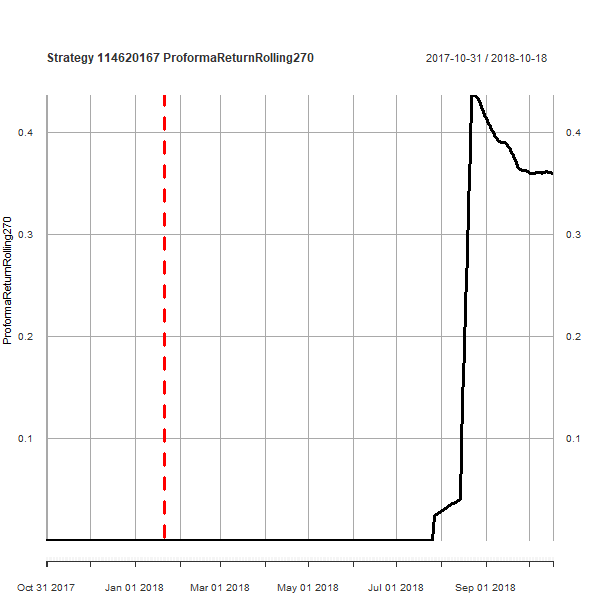 Strategy 114620167 ProformaReturnRolling270
2017-10-31 / 2018-10-18
ProformaReturnRolling270
0.4
0.4
0.3
0.3
0.2
0.2
0.1
0.1
Oct 31 2017
Jan 01 2018
Mar 01 2018
May 01 2018
Jul 01 2018
Sep 01 2018